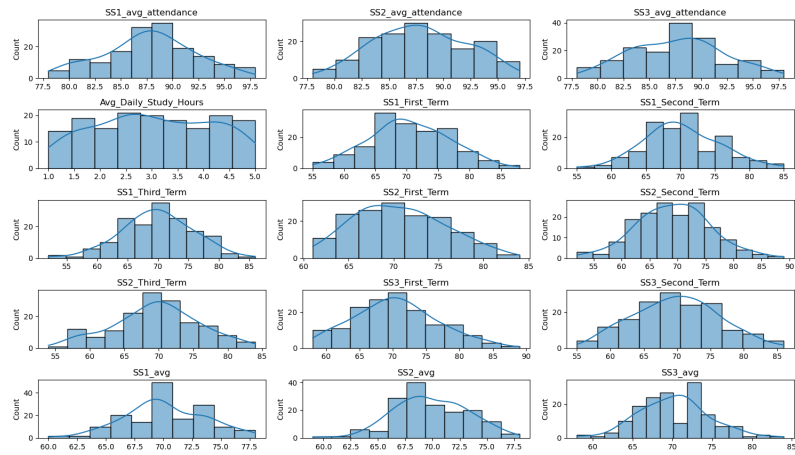 SS1_avg_attendance SS2_avg_attendance SS3_avg_attendance
Count 20 0 77.5 80.0 82.5 85.0 87.5 90.0 92.5 95.0 97.5
Count 20 0 77.5 80.0 82.5 85.0 87.5 90.0 92.5 95.0 97.5
Count 40 20 0 77.5 80.0 82.5 85.0 87.5 90.0 92.5 95.0 97.5
Avg_Daily_Study_Hours SS1_First_Term SS1_Second_Term
Count 20 10 0 1.0 1.5 2.0 2.5 3.0 3.5 4.0 4.5 5.0
Count 20 0 55 60 65 70 75 80 85
Count 20 0 55 60 65 70 75 80 85
SS1_Third_Term SS2_First_Term SS2_Second_Term
Count 20 0 55 60 65 70 75 80 85
Count 20 0 60 65 70 75 80 85
Count 20 10 0 55 60 65 70 75 80 85 90
SS2_Third_Term SS3_First_Term SS3_Second_Term
Count 20 0 55 60 65 70 75 80 85
Count 20 0 60 65 70 75 80 85 90
Count 20 0 55 60 65 70 75 80 85
SS1_avg SS2_avg SS3_avg
Count 40 20 0 60.0 62.5 65.0 67.5 70.0 72.5 75.0 77.5
Count 40 20 0 60.0 62.5 65.0 67.5 70.0 72.5 75.0 77.5
Count 20 0 60 65 70 75 80 85